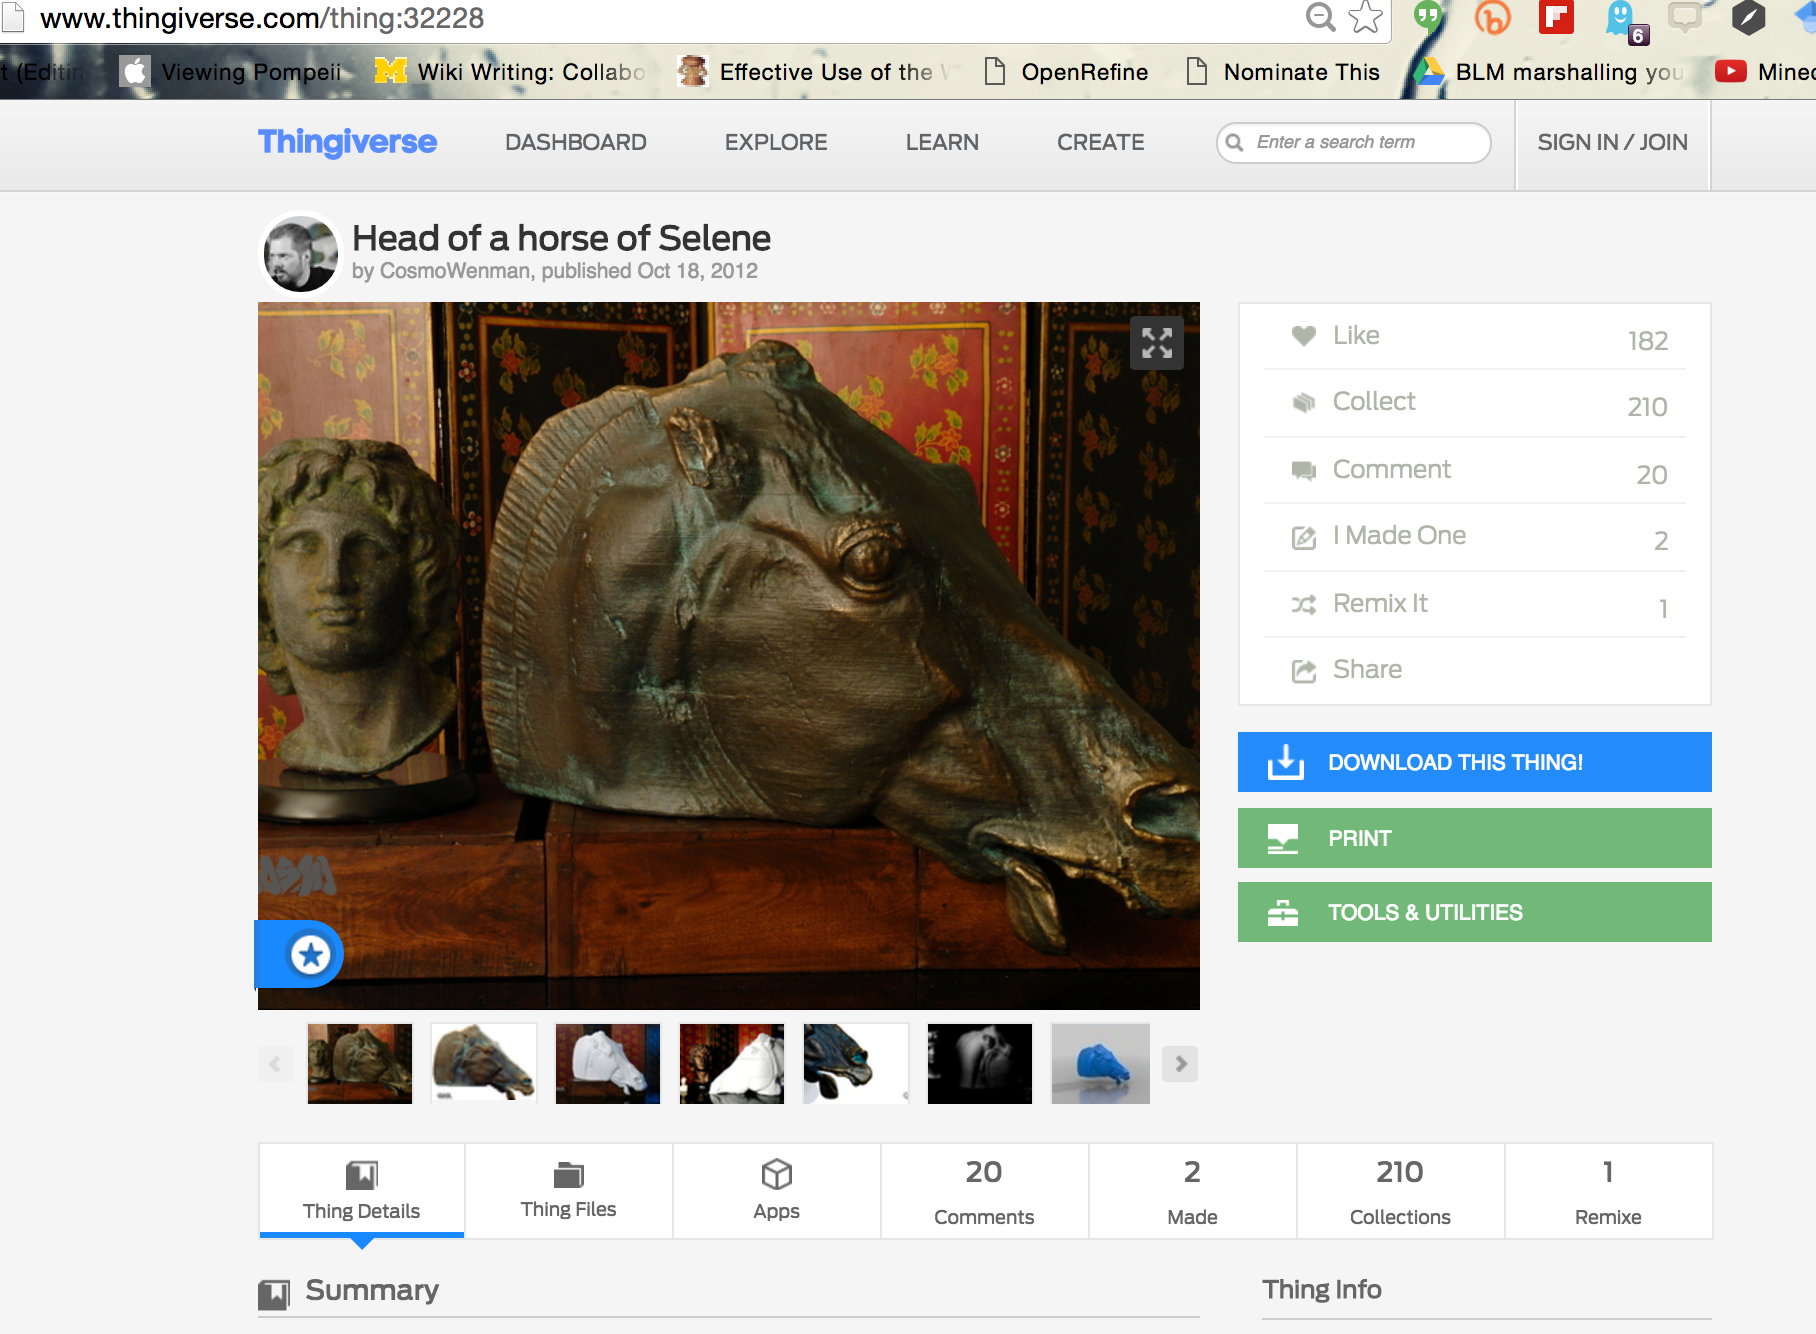 www.thingiverse.com/thing:32228
6
t (Editin
Viewing Pompeii
Wiki Writing: Collabo
Effective Use of the
OpenRefine
Nominate This
BLM marshalling you
Minec
Thingiverse
DASHBOARD
EXPLORE
LEARN
CREATE
Enter a search term
SIGN IN / JOIN
Head of a horse of Selene
by CosmoWenman, published Oct 18, 2012
Like 182
Collect 210
Comment 20
I Made One 2
Remix It 1
Share
DOWNLOAD THIS THING!
PRINT
TOOLS & UTILITIES
Thing Details
Thing Files
Apps
20
Comments
2
Made
210
Collections
1
Remixe
Summary
Thing Info